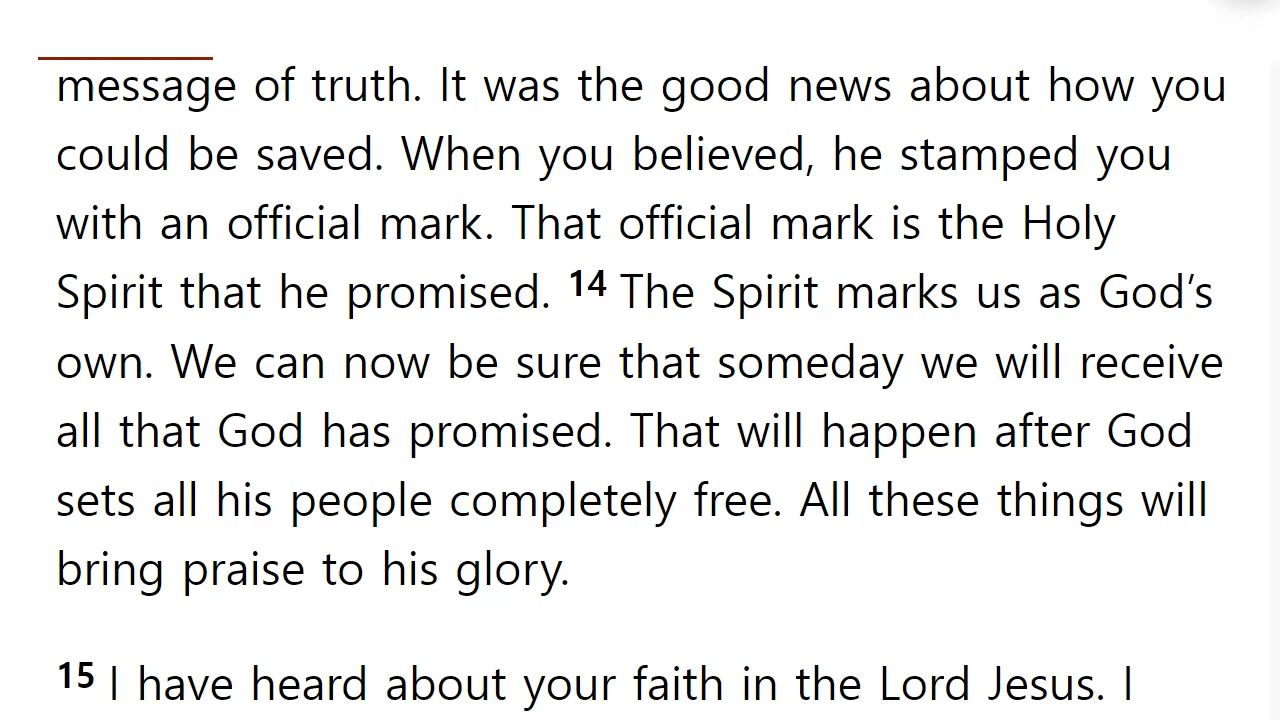 message of truth. It was the good news about how you
could be saved. When you believed, he stamped you
with an official mark. That official mark is the Holy
Spirit that he promised. 14 The Spirit marks us as God’s
own. We can now be sure that someday we will receive
all that God has promised. That will happen after God
sets all his people completely free. All these things will
bring praise to his glory.
15 I have heard about your faith in the Lord Jesus. I